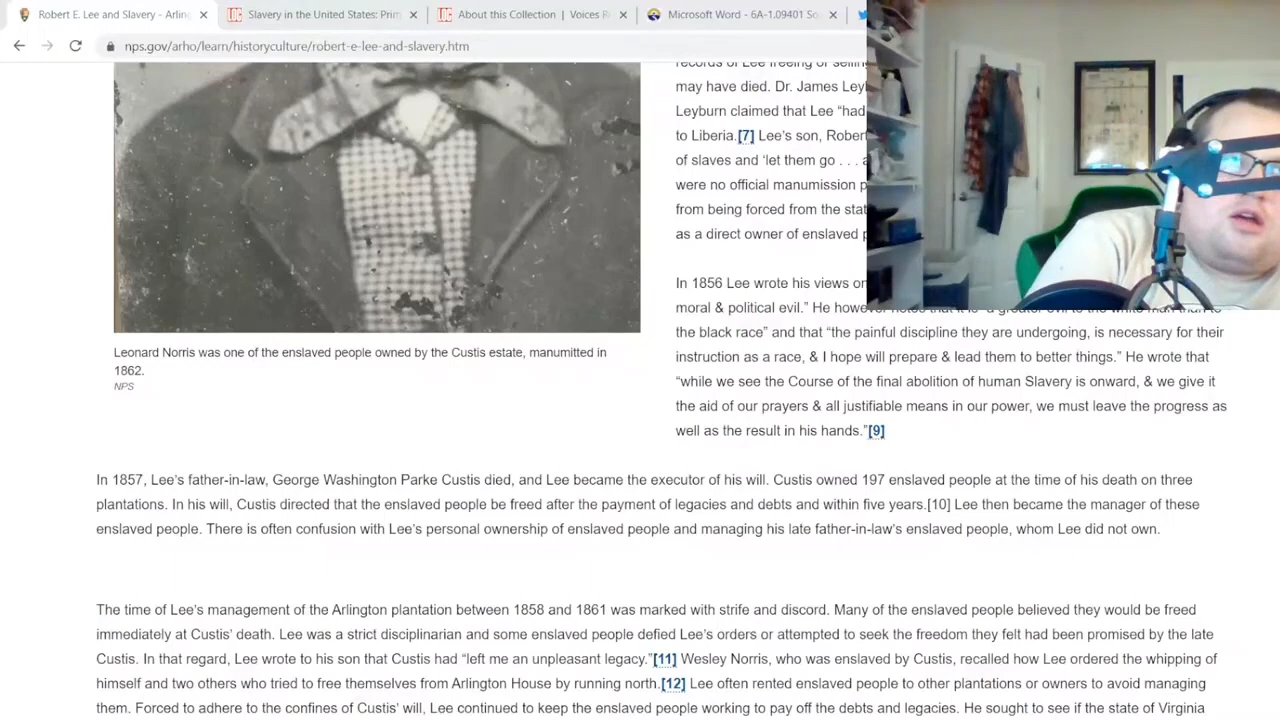 Robert E. Lee and Slavery - Arlin
Slavery in the United States: Prim
About this Collection | Voices R
Microsoft Word - 6A-1.09401 So
nps.gov/arho/learn/historyculture/robert-e-lee-and-slavery.htm
Leonard Norris was one of the enslaved people owned by the Custis estate, manumitted in
1862.
NPS
records of Lee freeing or selling
may have died. Dr. James Leyl
Leyburn claimed that Lee “had
to Liberia.[7] Lee’s son, Robert
of slaves and ‘let them go . . . a
were no official manumission p
from being forced from the stat
as a direct owner of enslaved p
In 1856 Lee wrote his views on
moral & political evil.” He however notes that it is “a greater evil to the white man than to
the black race” and that “the painful discipline they are undergoing, is necessary for their
instruction as a race, & I hope will prepare & lead them to better things.” He wrote that
“while we see the Course of the final abolition of human Slavery is onward, & we give it
the aid of our prayers & all justifiable means in our power, we must leave the progress as
well as the result in his hands.”[9]
In 1857, Lee’s father-in-law, George Washington Parke Custis died, and Lee became the executor of his will. Custis owned 197 enslaved people at the time of his death on three
plantations. In his will, Custis directed that the enslaved people be freed after the payment of legacies and debts and within five years.[10] Lee then became the manager of these
enslaved people. There is often confusion with Lee’s personal ownership of enslaved people and managing his late father-in-law’s enslaved people, whom Lee did not own.
The time of Lee’s management of the Arlington plantation between 1858 and 1861 was marked with strife and discord. Many of the enslaved people believed they would be freed
immediately at Custis’ death. Lee was a strict disciplinarian and some enslaved people defied Lee’s orders or attempted to seek the freedom they felt had been promised by the late
Custis. In that regard, Lee wrote to his son that Custis had “left me an unpleasant legacy.”[11] Wesley Norris, who was enslaved by Custis, recalled how Lee ordered the whipping of
himself and two others who tried to free themselves from Arlington House by running north.[12] Lee often rented enslaved people to other plantations or owners to avoid managing
them. Forced to adhere to the confines of Custis’ will, Lee continued to keep the enslaved people working to pay off the debts and legacies. He sought to see if the state of Virginia